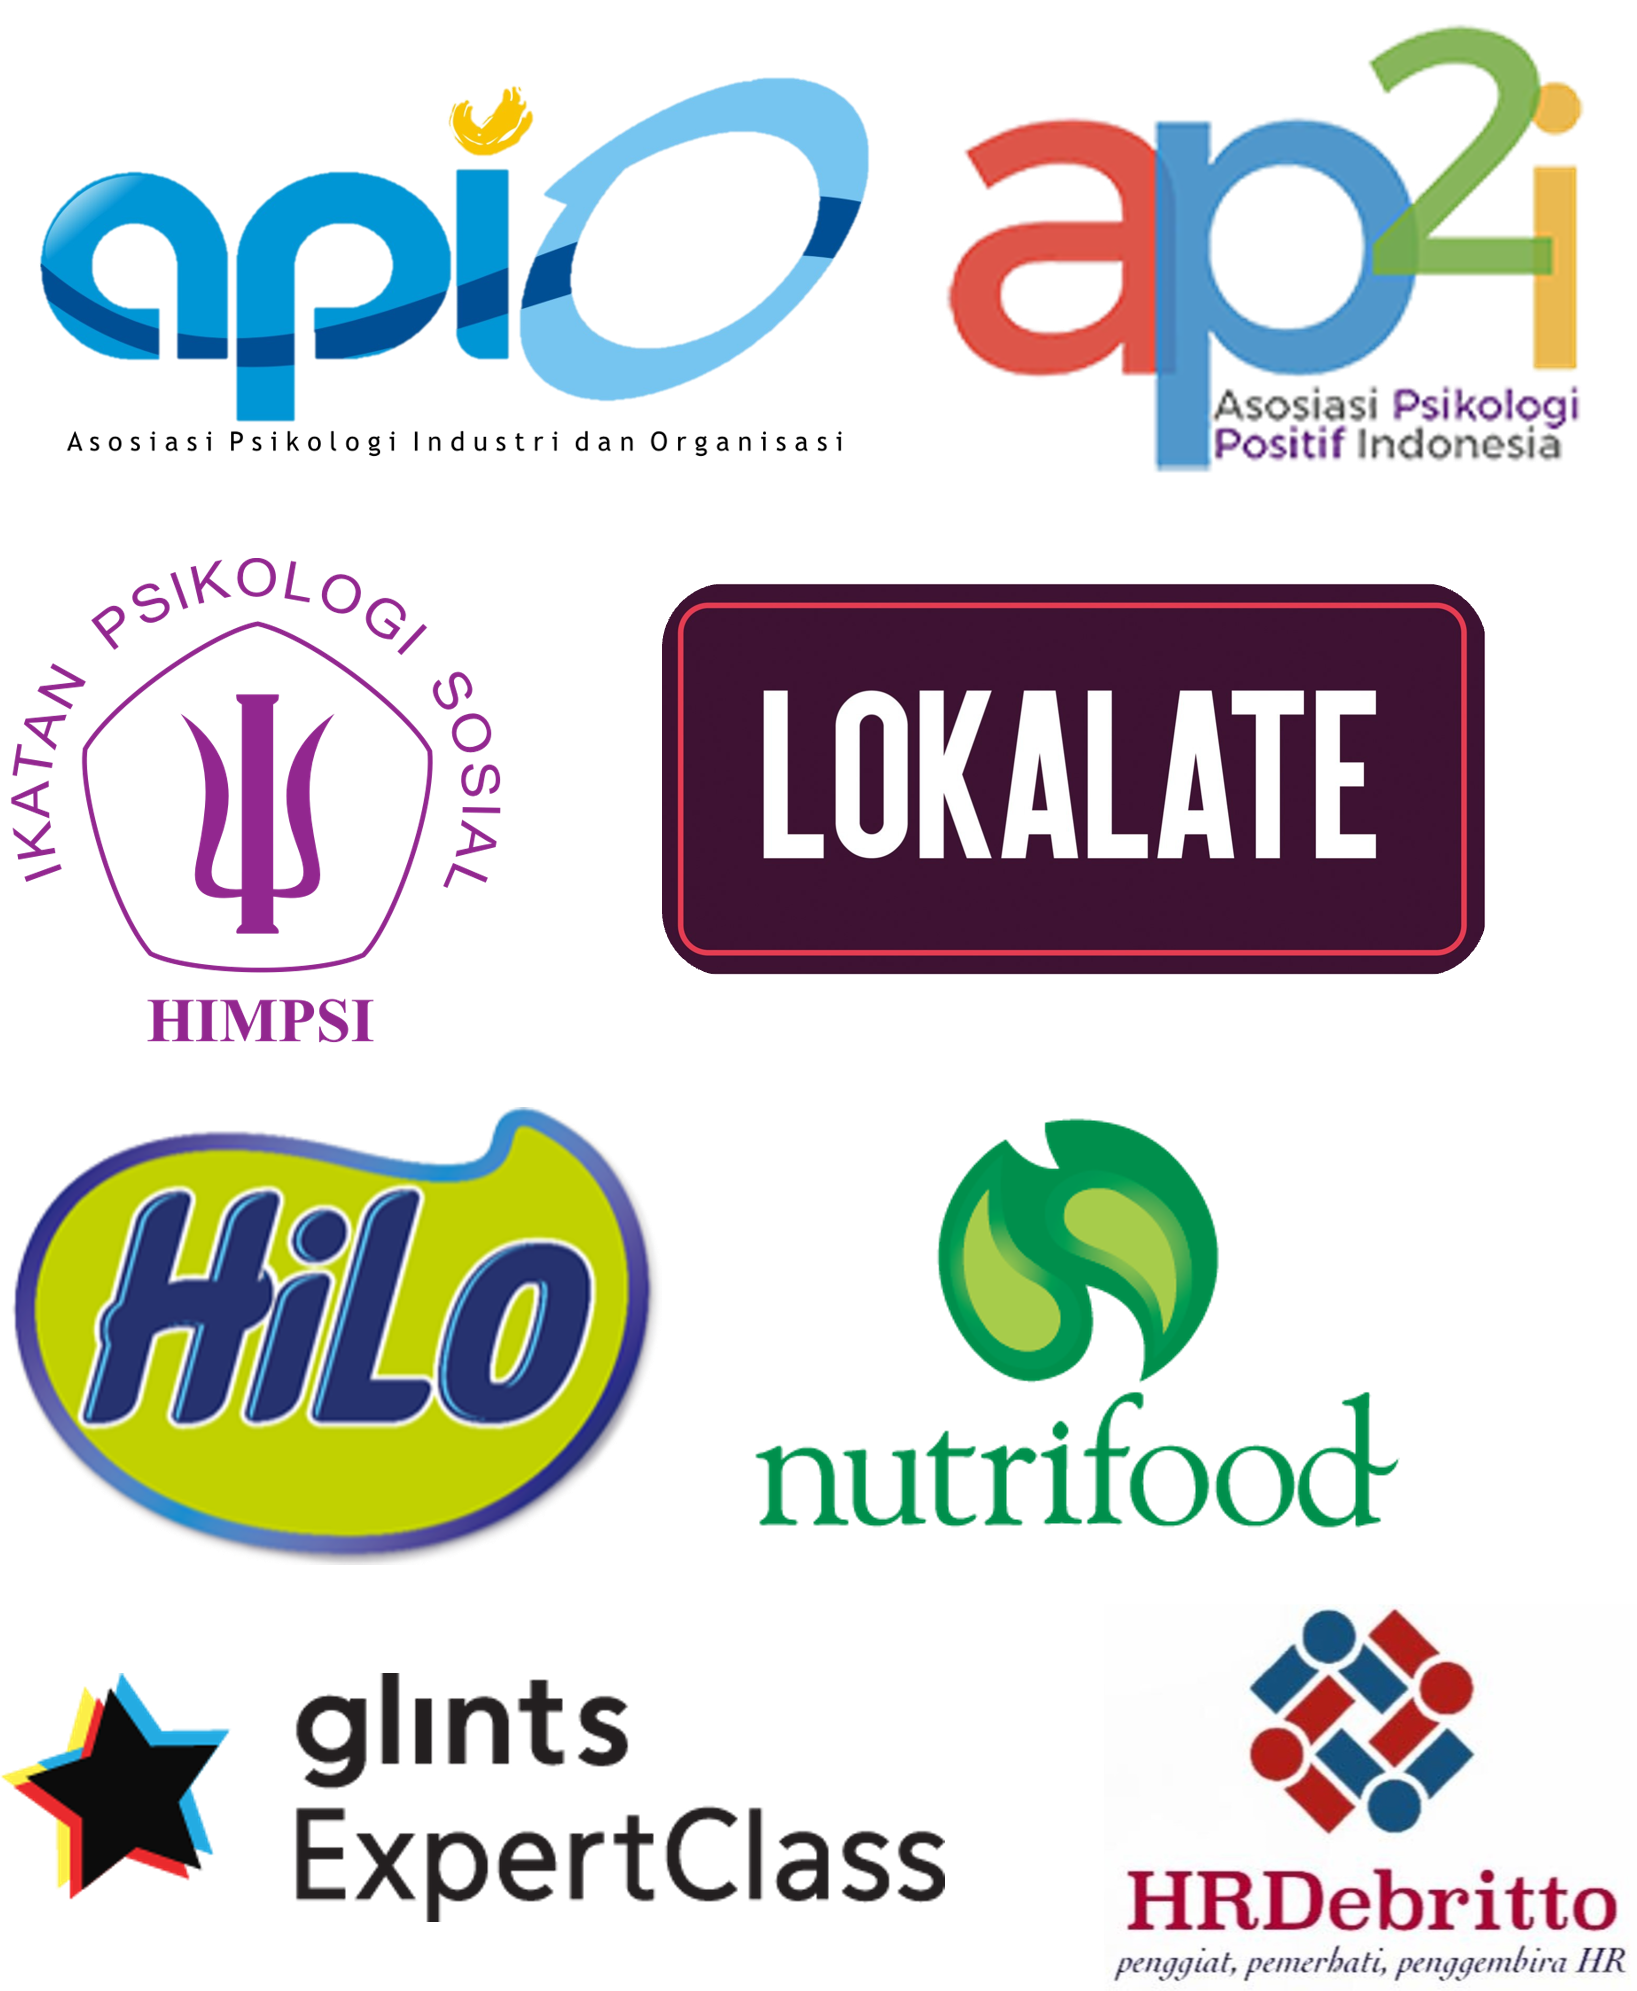 apio
Asosiasi Psikologi Industri dan Organisasi
ap2i
Asosiasi Psikologi
Positif Indonesia
IKATAN PSIKOLOGI SOSIAL
HIMPSI
LOKALATE
HiLo
nutrifood
glints
ExpertClass
HRDebritto
penggiat, pemerhati, penggembira HR